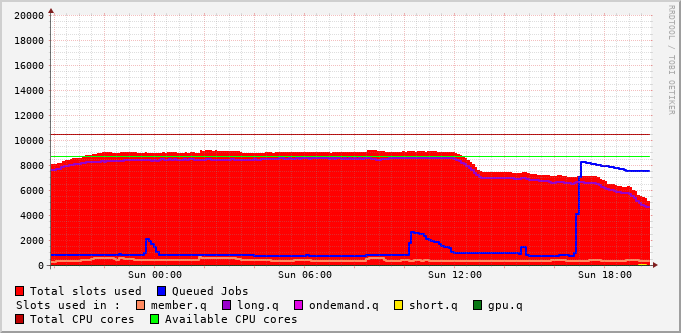 20000
18000
16000
14000
12000
10000
8000
6000
4000
2000
0
Sun 00:00 Sun 06:00 Sun 12:00 Sun 18:00
Total slots used Queued Jobs
Slots used in : member.q long.q ondemand.q short.q gpu.q
Total CPU cores Available CPU cores
RRDTOOL / TOBI OETIKER